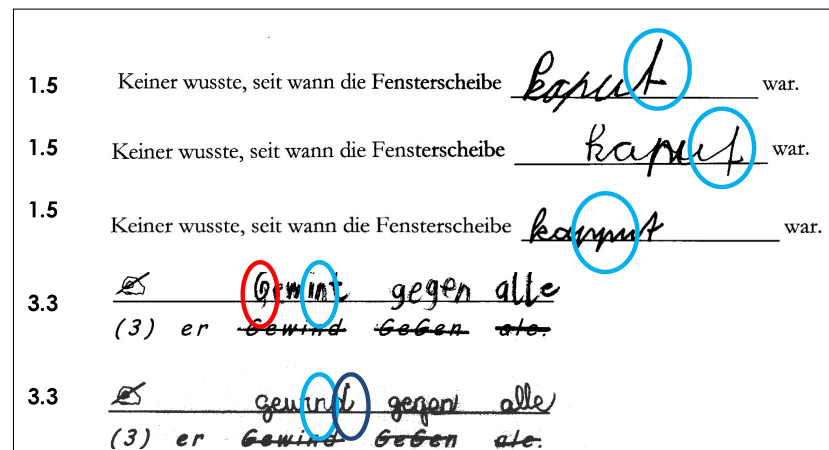 1.5 Keiner wusste, seit wann die Fensterscheibe kaput war.
1.5 Keiner wusste, seit wann die Fensterscheibe kaput war.
1.5 Keiner wusste, seit wann die Fensterscheibe kapput war.
3.3 Gewint gegen alle
(3) er Gewind GeGen ale.
3.3 gewind gegen alle
(3) er Gewind GeGen ale.